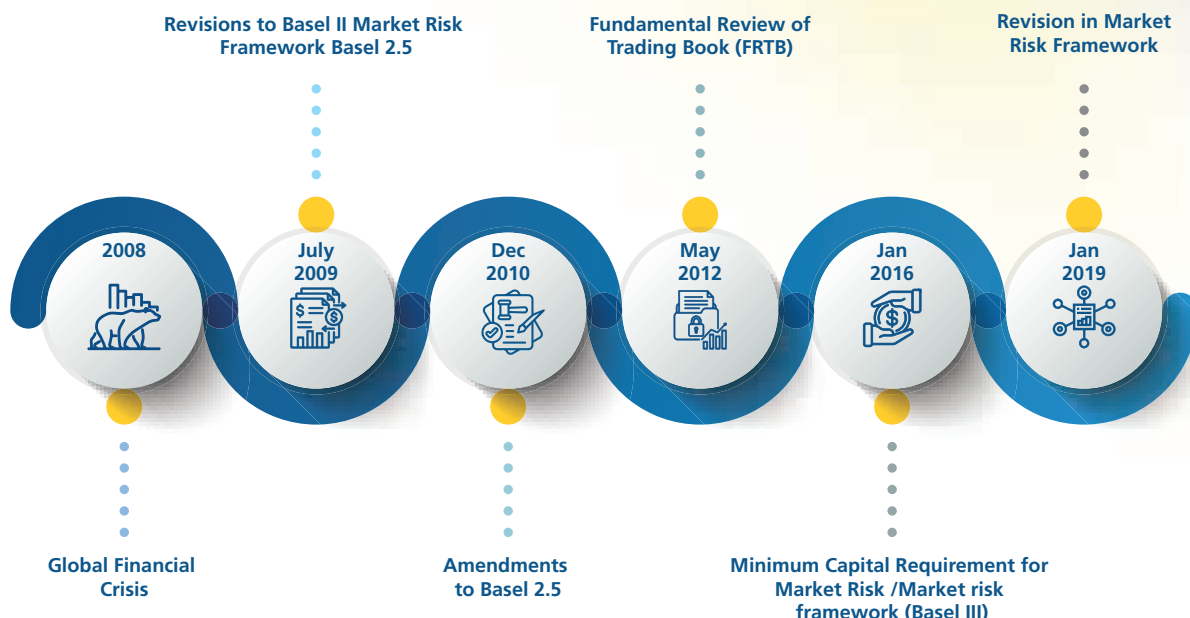 Revisions to Basel II Market Risk
Framework Basel 2.5
Fundamental Review of
Trading Book (FRTB)
Revision in Market
Risk Framework
2008
July
2009
Dec
2010
May
2012
Jan
2016
Jan
2019
Global Financial
Crisis
Amendments
to Basel 2.5
Minimum Capital Requirement for
Market Risk /Market risk
framework (Basel III)